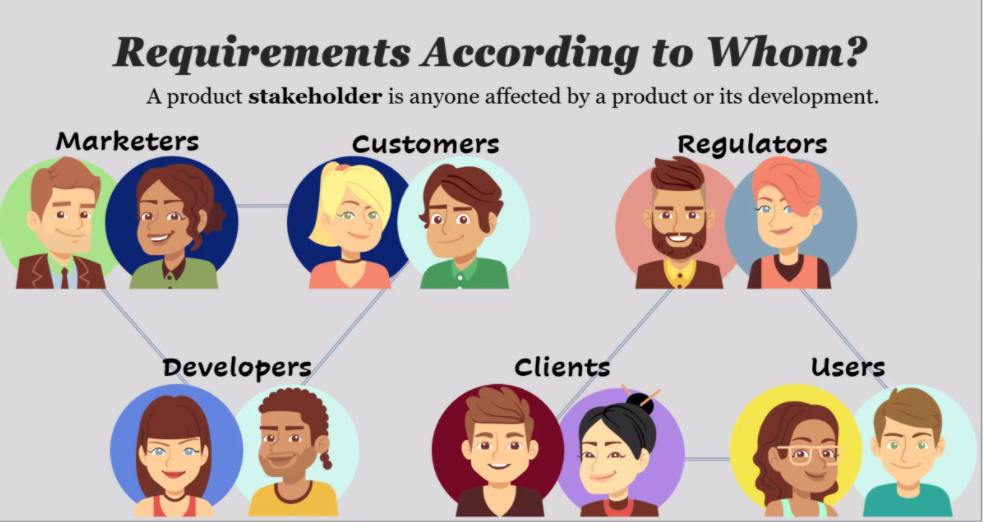 Requirements According to Whom?
A product stakeholder is anyone affected by a product or its development.
Marketers
Customers
Regulators
Developers
Clients
Users